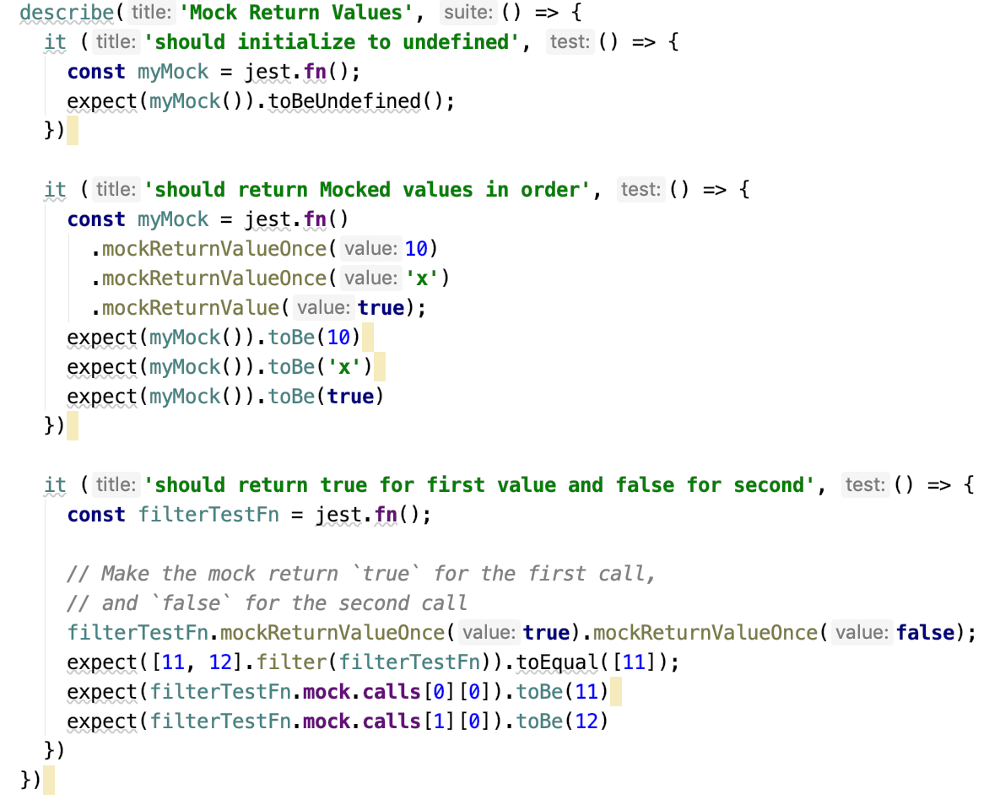 describe( title: 'Mock Return Values', suite: () => {
  it ( title: 'should initialize to undefined', test: () => {
    const myMock = jest.fn();
    expect(myMock()).toBeUndefined();
  })

  it ( title: 'should return Mocked values in order', test: () => {
    const myMock = jest.fn()
      .mockReturnValueOnce( value: 10)
      .mockReturnValueOnce( value: 'x')
      .mockReturnValue( value: true);
    expect(myMock()).toBe(10)
    expect(myMock()).toBe('x')
    expect(myMock()).toBe(true)
  })

  it ( title: 'should return true for first value and false for second', test: () => {
    const filterTestFn = jest.fn();

    // Make the mock return `true` for the first call,
    // and `false` for the second call
    filterTestFn.mockReturnValueOnce( value: true).mockReturnValueOnce( value: false);
    expect([11, 12].filter(filterTestFn)).toEqual([11]);
    expect(filterTestFn.mock.calls[0][0]).toBe(11)
    expect(filterTestFn.mock.calls[1][0]).toBe(12)
  })
})